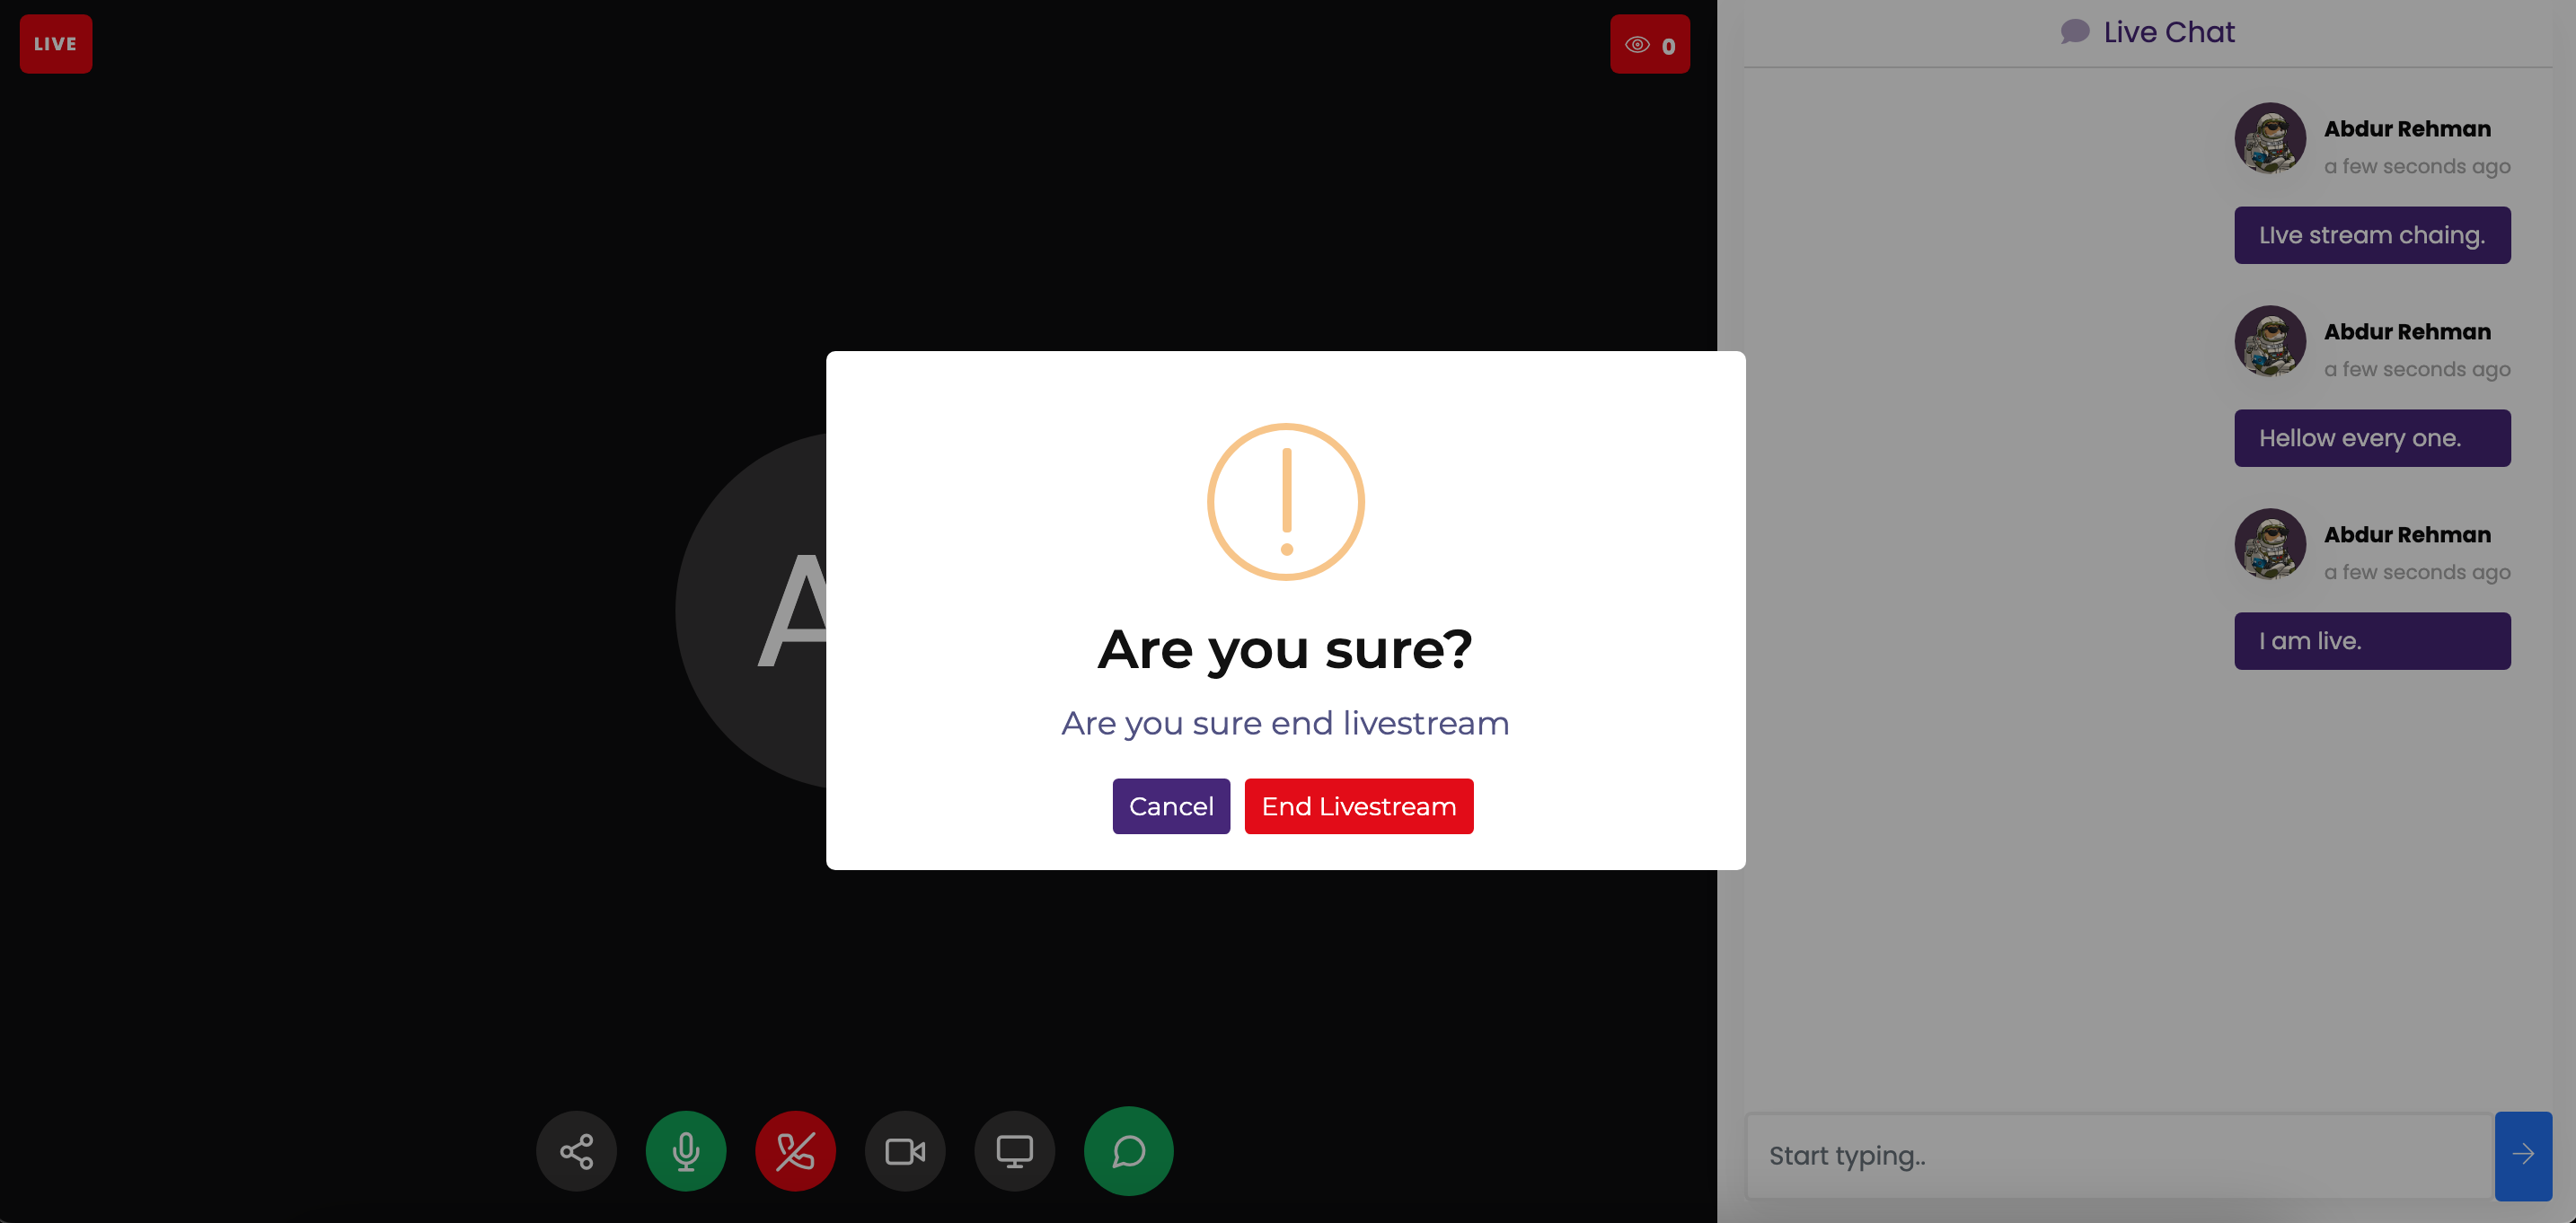 LIVE
0
Live Chat
Abdur Rehman
a few seconds ago
LIve stream chaing.
Abdur Rehman
a few seconds ago
Hellow every one.
Abdur Rehman
a few seconds ago
I am live.
A
Are you sure?
Are you sure end livestream
Cancel
End Livestream
Start typing..